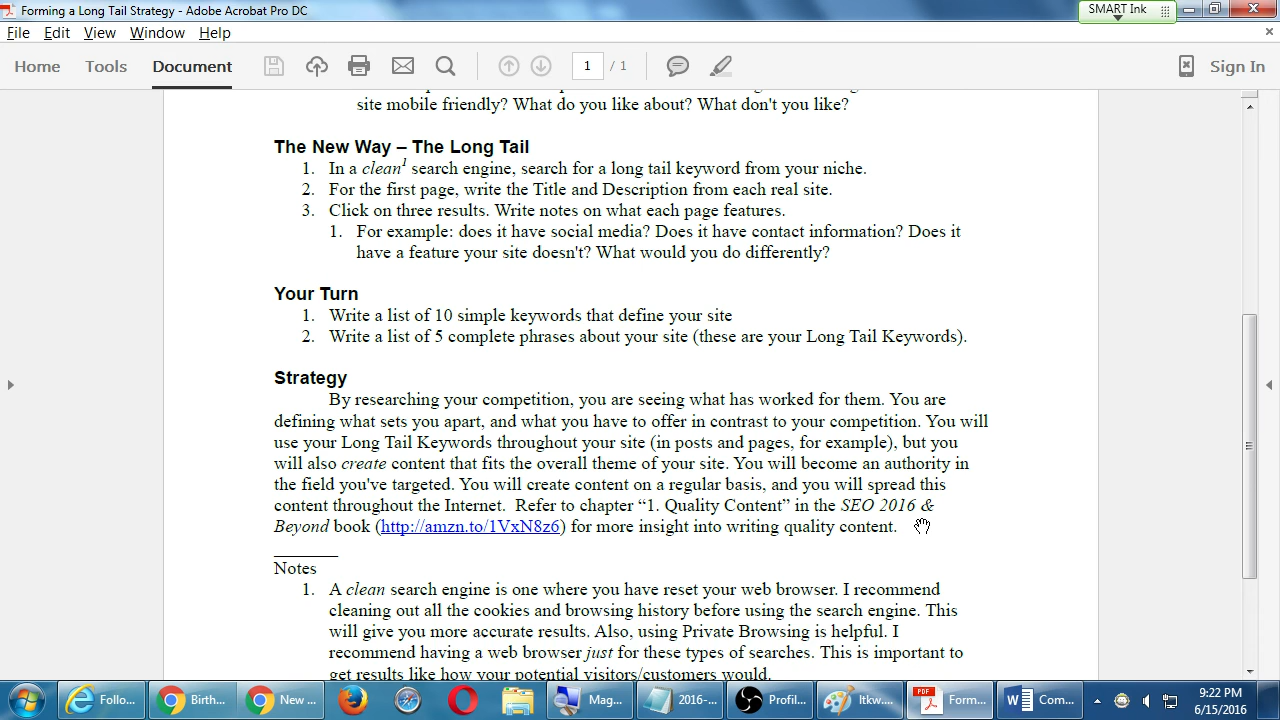 Forming a Long Tail Strategy - Adobe Acrobat Pro DC
SMART Ink
File Edit View Window Help
Home Tools Document 1 / 1 Sign In
site mobile friendly? What do you like about? What don't you like?
The New Way – The Long Tail
1. In a clean1 search engine, search for a long tail keyword from your niche.
2. For the first page, write the Title and Description from each real site.
3. Click on three results. Write notes on what each page features.
1. For example: does it have social media? Does it have contact information? Does it
have a feature your site doesn't? What would you do differently?
Your Turn
1. Write a list of 10 simple keywords that define your site
2. Write a list of 5 complete phrases about your site (these are your Long Tail Keywords).
Strategy
By researching your competition, you are seeing what has worked for them. You are
defining what sets you apart, and what you have to offer in contrast to your competition. You will
use your Long Tail Keywords throughout your site (in posts and pages, for example), but you
will also create content that fits the overall theme of your site. You will become an authority in
the field you've targeted. You will create content on a regular basis, and you will spread this
content throughout the Internet. Refer to chapter “1. Quality Content” in the SEO 2016 &
Beyond book (http://amzn.to/1VxN8z6) for more insight into writing quality content.
Notes
1. A clean search engine is one where you have reset your web browser. I recommend
cleaning out all the cookies and browsing history before using the search engine. This
will give you more accurate results. Also, using Private Browsing is helpful. I
recommend having a web browser just for these types of searches. This is important to
get results like how your potential visitors/customers would.
Follo... Birth... New ... Mag... 2016-... Profil... ltkw... Form... Com... 9:22 PM
6/15/2016